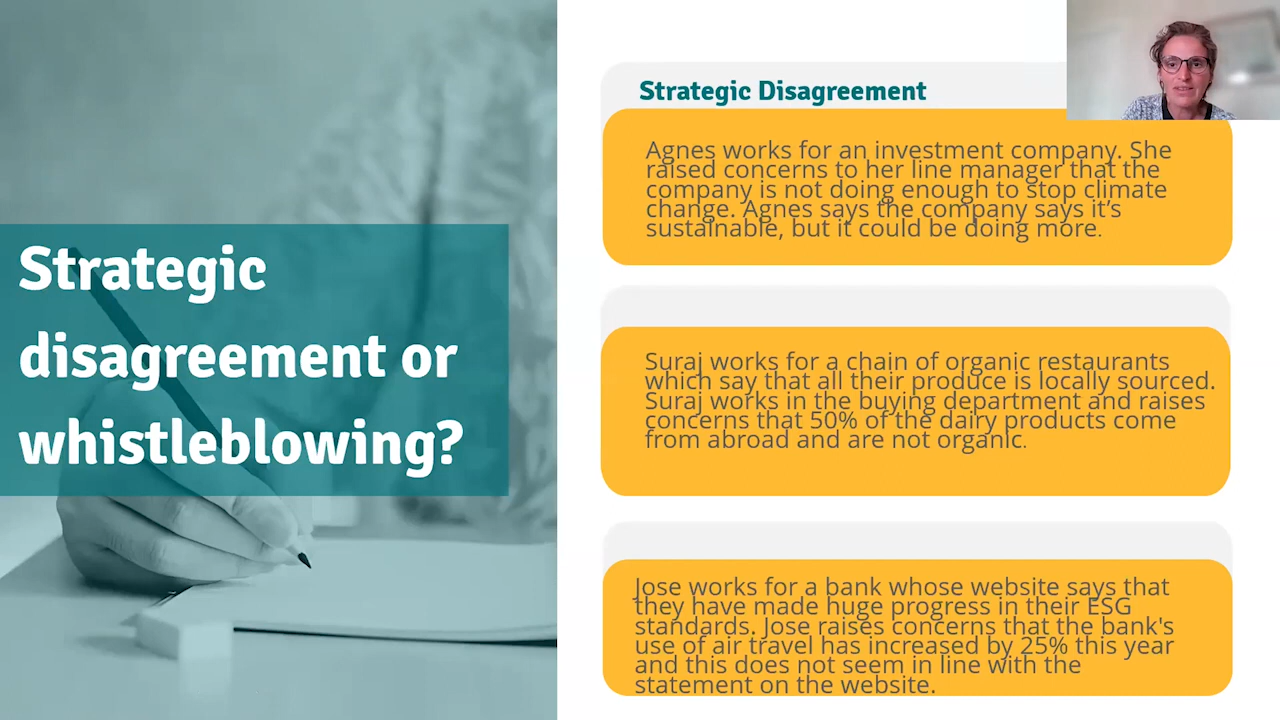 Strategic
disagreement or
whistleblowing?
Strategic Disagreement
Agnes works for an investment company. She
raised concerns to her line manager that the
company is not doing enough to stop climate
change. Agnes says the company says it’s
sustainable, but it could be doing more.
Suraj works for a chain of organic restaurants
which say that all their produce is locally sourced.
Suraj works in the buying department and raises
concerns that 50% of the dairy products come
from abroad and are not organic.
Jose works for a bank whose website says that
they have made huge progress in their ESG
standards. Jose raises concerns that the bank's
use of air travel has increased by 25% this year
and this does not seem in line with the
statement on the website.